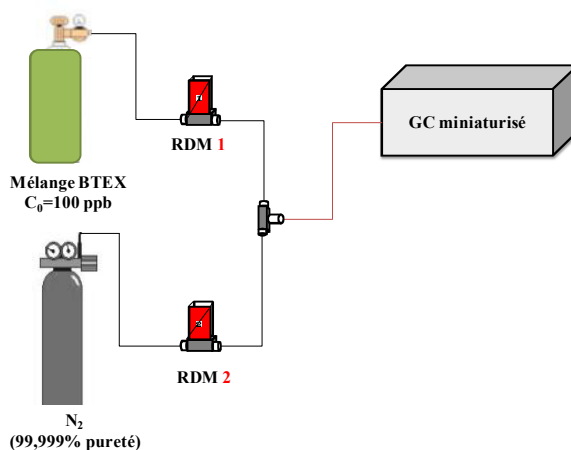 RDM 1
Mélange BTEX
C₀=100 ppb
GC miniaturisé
RDM 2
N₂
(99,999% pureté)